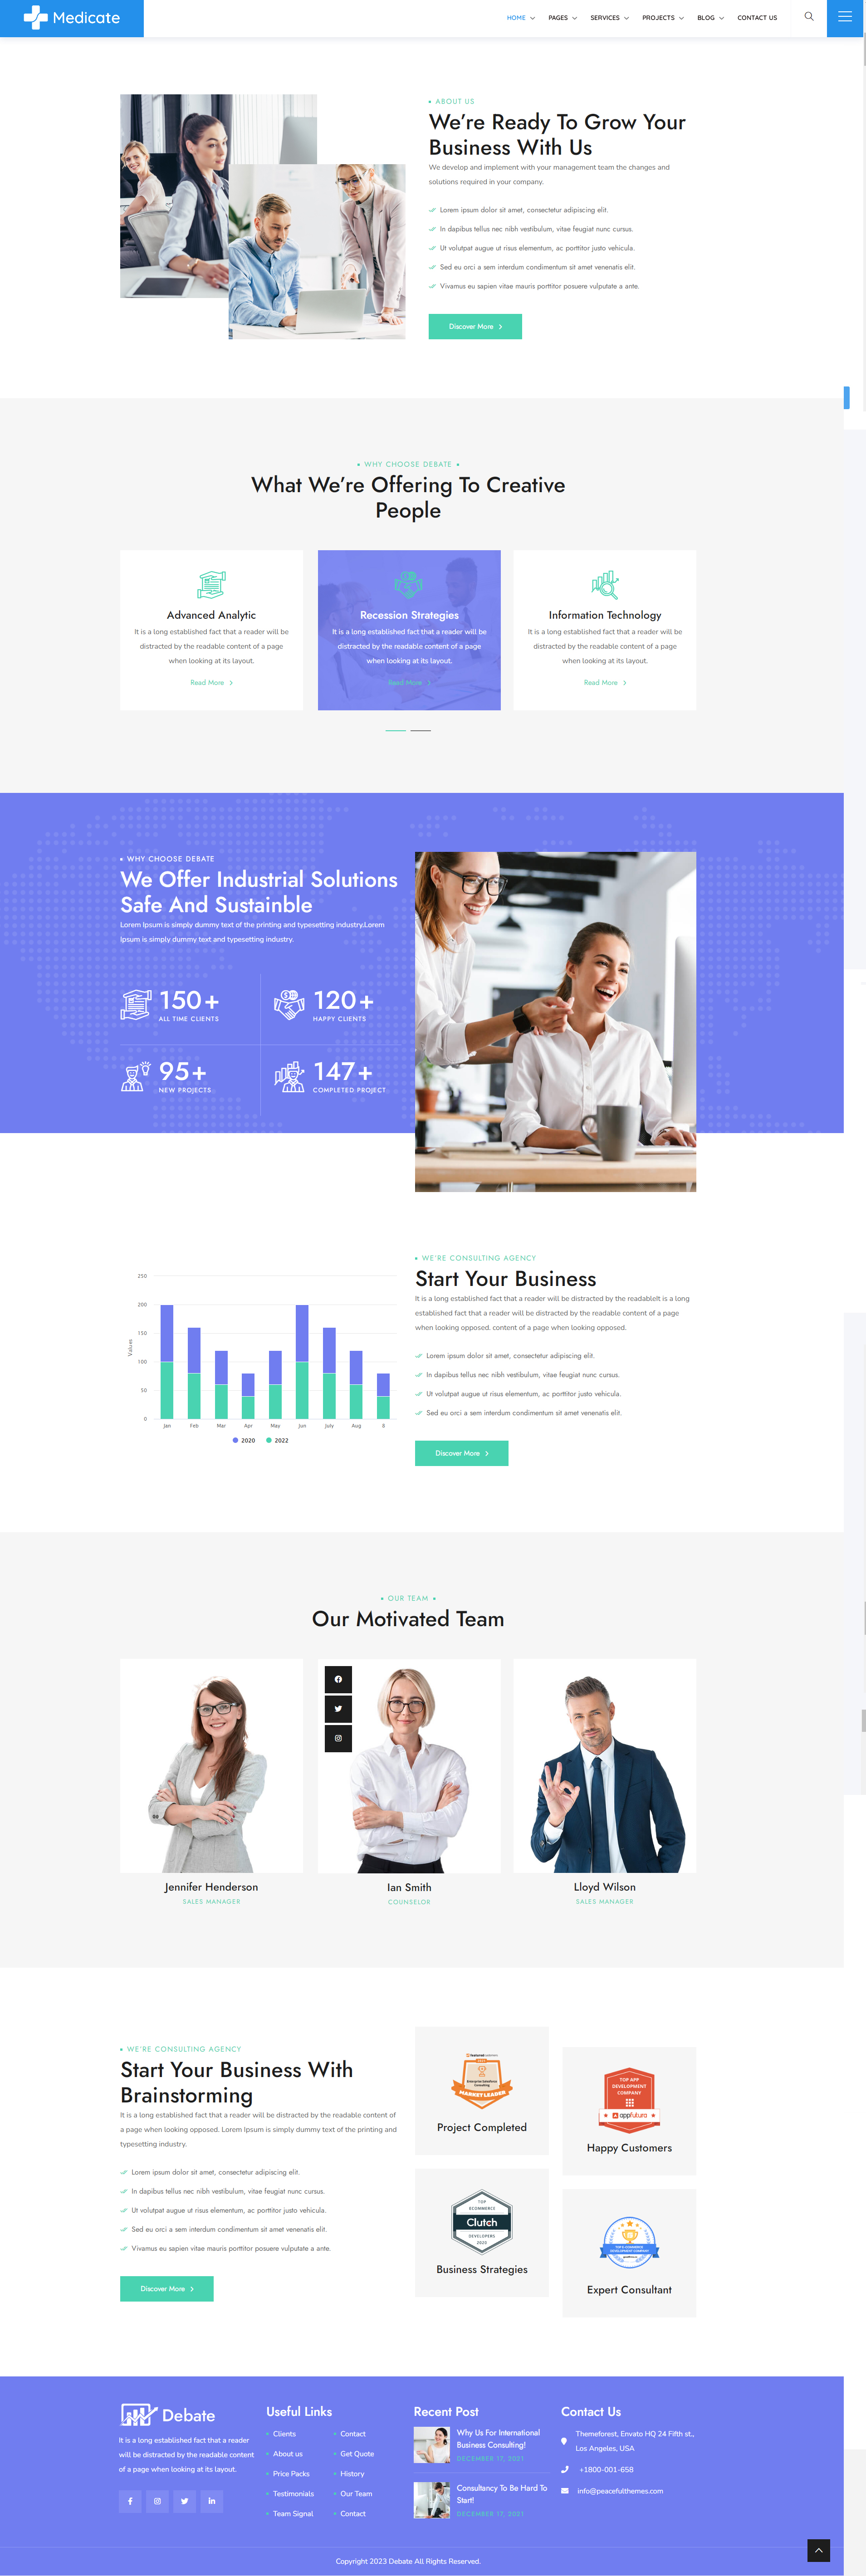 Medicate
HOME
PAGES
SERVICES
PROJECTS
BLOG
CONTACT US
ABOUT US
We're Ready To Grow Your
Business With Us
We develop and implement with your management team the changes and
solutions required in your company.
Lorem ipsum dolor sit amet, consectetur adipiscing elit.
In dapibus tellus nec nibh vestibulum, vitae feugiat nunc cursus.
Ut volutpat augue ut risus elementum, ac porttitor justo vehicula.
Sed eu orci a sem interdum condimentum sit amet venenatis elit.
Vivamus eu sapien vitae mauris porttitor posuere vulputate a ante.
Discover More
WHY CHOOSE DEBATE
What We're Offering To Creative
People
Advanced Analytic
It is a long established fact that a reader will be
distracted by the readable content of a page
when looking at its layout.
Read More
Recession Strategies
It is a long established fact that a reader will be
distracted by the readable content of a page
when looking at its layout.
Read More
Information Technology
It is a long established fact that a reader will be
distracted by the readable content of a page
when looking at its layout.
Read More
WHY CHOOSE DEBATE
We Offer Industrial Solutions
Safe And Sustainble
Lorem Ipsum is simply dummy text of the printing and typesetting industry.Lorem
Ipsum is simply dummy text and typesetting industry.
150+
ALL TIME CLIENTS
120+
HAPPY CLIENTS
95+
NEW PROJECTS
147+
COMPLETED PROJECT
250
200
150
100
50
0
Values
Jan
Feb
Mar
Apr
May
Jun
July
Aug
8
2020
2022
WE'RE CONSULTING AGENCY
Start Your Business
It is a long established fact that a reader will be distracted by the readableIt is a long
established fact that a reader will be distracted by the readable content of a page
when looking opposed. content of a page when looking opposed.
Lorem ipsum dolor sit amet, consectetur adipiscing elit.
In dapibus tellus nec nibh vestibulum, vitae feugiat nunc cursus.
Ut volutpat augue ut risus elementum, ac porttitor justo vehicula.
Sed eu orci a sem interdum condimentum sit amet venenatis elit.
Discover More
OUR TEAM
Our Motivated Team
Jennifer Henderson
SALES MANAGER
Ian Smith
COUNSELOR
Lloyd Wilson
SALES MANAGER
WE'RE CONSULTING AGENCY
Start Your Business With
Brainstorming
It is a long established fact that a reader will be distracted by the readable content of
a page when looking opposed. Lorem Ipsum is simply dummy text of the printing and
typesetting industry.
Lorem ipsum dolor sit amet, consectetur adipiscing elit.
In dapibus tellus nec nibh vestibulum, vitae feugiat nunc cursus.
Ut volutpat augue ut risus elementum, ac porttitor justo vehicula.
Sed eu orci a sem interdum condimentum sit amet venenatis elit.
Vivamus eu sapien vitae mauris porttitor posuere vulputate a ante.
Discover More
MARKET LEADER
Project Completed
TOP APP
DEVELOPMENT
COMPANY
appfutura
Happy Customers
TOP
ECOMMERCE
Clutch
DEVELOPERS
2020
Business Strategies
TOP E-COMMERCE
DEVELOPMENT COMPANY
Expert Consultant
Debate
It is a long established fact that a reader
will be distracted by the readable content
of a page when looking at its layout.
Useful Links
Clients
About us
Price Packs
Testimonials
Team Signal
Contact
Get Quote
History
Our Team
Contact
Recent Post
Why Us For International
Business Consulting!
DECEMBER 17, 2021
Consultancy To Be Hard To
Start!
DECEMBER 17, 2021
Contact Us
Themeforest, Envato HQ 24 Fifth st.,
Los Angeles, USA
+1800-001-658
info@peacefulthemes.com
Copyright 2023 Debate All Rights Reserved.